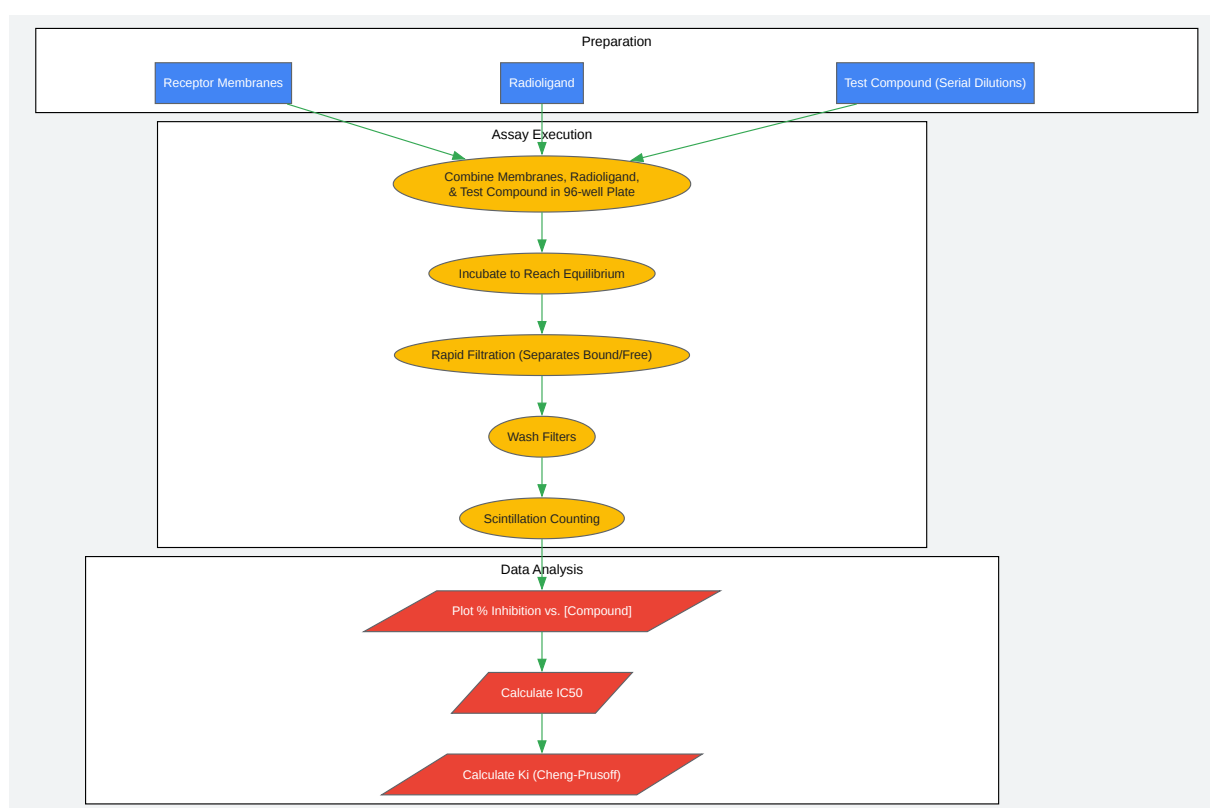 Preparation
Receptor Membranes
Radioligand
Test Compound (Serial Dilutions)
Assay Execution
Combine Membranes, Radioligand,
& Test Compound in 96-well Plate
Incubate to Reach Equilibrium
Rapid Filtration (Separates Bound/Free)
Wash Filters
Scintillation Counting
Data Analysis
Plot % Inhibition vs. [Compound]
Calculate IC50
Calculate Ki (Cheng-Prusoff)